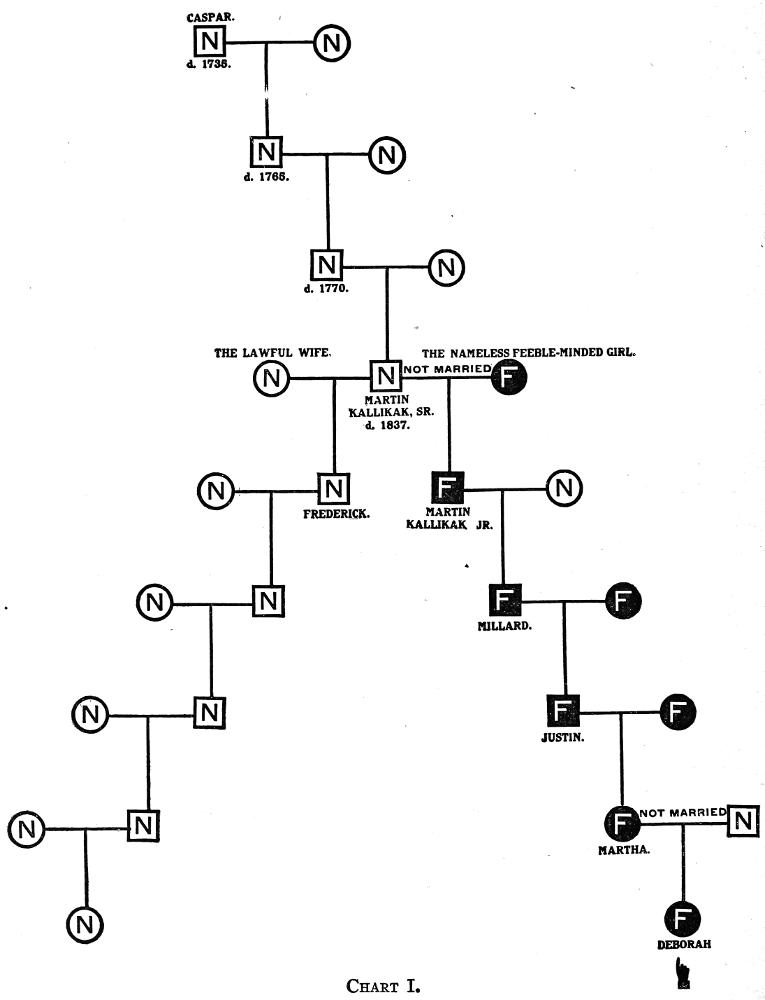 CASPAR.
N N
d. 1735.
N N
d. 1765.
N N
d. 1770.
THE LAWFUL WIFE. THE NAMELESS FEEBLE-MINDED GIRL.
N N NOT MARRIED F
MARTIN
KALLIKAK, SR.
d. 1837.
N N F N
FREDERICK. MARTIN
KALLIKAK JR.
N N F F
MILLARD.
N N F F
JUSTIN.
N N F NOT MARRIED N
MARTHA.
N F
DEBORAH
CHART I.